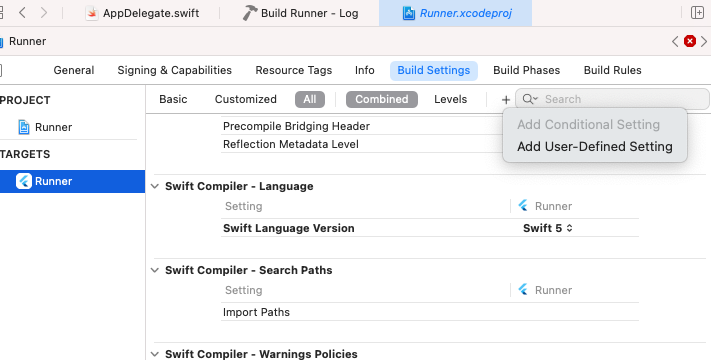 AppDelegate.swift
Build Runner - Log
Runner.xcodeproj
Runner
General
Signing & Capabilities
Resource Tags
Info
Build Settings
Build Phases
Build Rules
PROJECT
Runner
TARGETS
Runner
Basic
Customized
All
Combined
Levels
+
Search
Add Conditional Setting
Add User-Defined Setting
Precompile Bridging Header
Reflection Metadata Level
Swift Compiler - Language
Setting
Runner
Swift Language Version
Swift 5
Swift Compiler - Search Paths
Setting
Runner
Import Paths
Swift Compiler - Warnings Policies